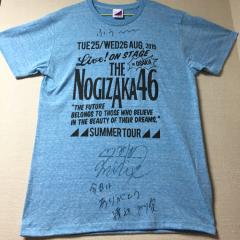 TUE25/WED26 AUG, 2015
Live! ON STAGE
in OSAKA
THE
NOGIZAKA46
"THE FUTURE
BELONGS TO THOSE WHO BELIEVE
IN THE BEAUTY OF THEIR DREAMS."
SUMMER TOUR
今日は
ありがとう